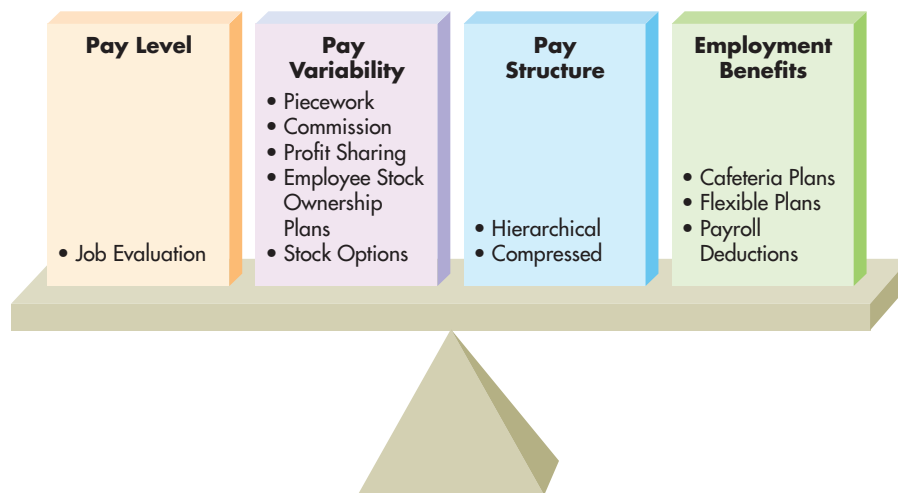 Pay Level
• Job Evaluation
Pay
Variability
• Piecework
• Commission
• Profit Sharing
• Employee Stock
Ownership
Plans
• Stock Options
Pay
Structure
• Hierarchical
• Compressed
Employment
Benefits
• Cafeteria Plans
• Flexible Plans
• Payroll
Deductions